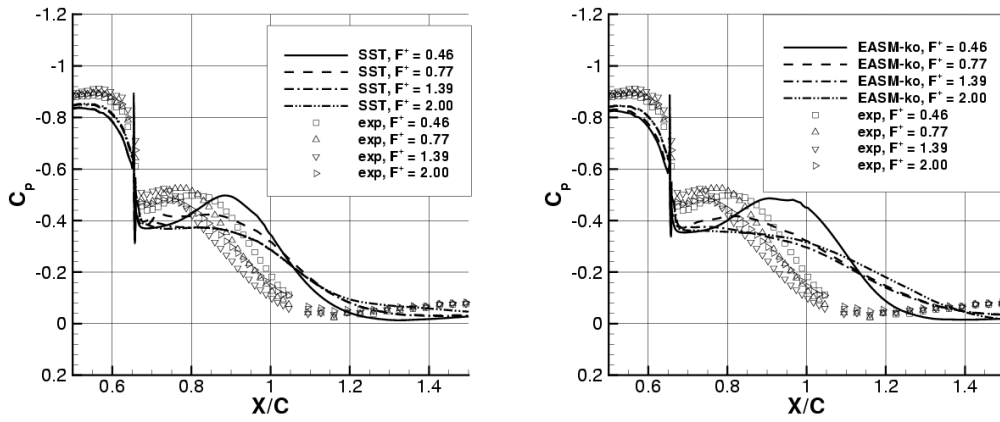 -1.2
-1
-0.8
-0.6
-0.4
-0.2
0
0.2
Cp
0.6
0.8
1
1.2
1.4
X/C
SST, F+ = 0.46
SST, F+ = 0.77
SST, F+ = 1.39
SST, F+ = 2.00
exp, F+ = 0.46
exp, F+ = 0.77
exp, F+ = 1.39
exp, F+ = 2.00
-1.2
-1
-0.8
-0.6
-0.4
-0.2
0
0.2
Cp
0.6
0.8
1
1.2
1.4
X/C
EASM-ko, F+ = 0.46
EASM-ko, F+ = 0.77
EASM-ko, F+ = 1.39
EASM-ko, F+ = 2.00
exp, F+ = 0.46
exp, F+ = 0.77
exp, F+ = 1.39
exp, F+ = 2.00